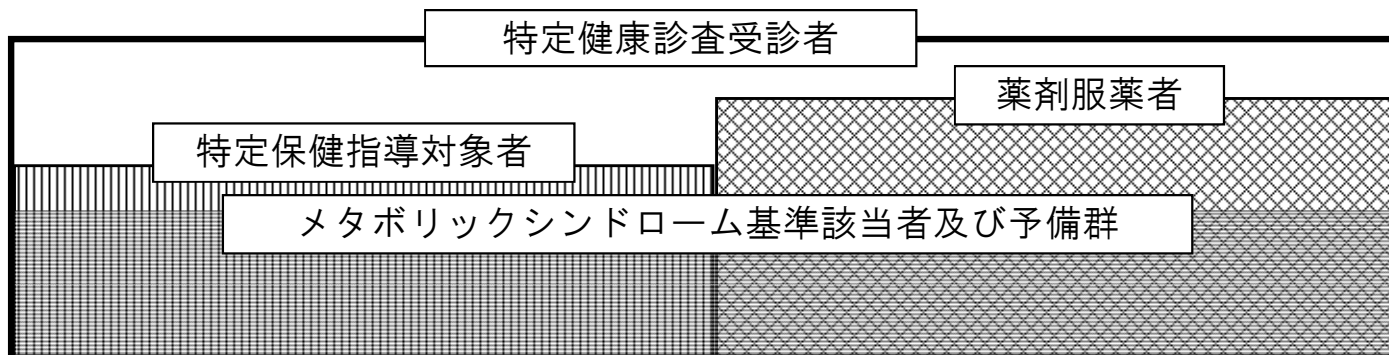 特定健康診査受診者
薬剤服薬者
特定保健指導対象者
メタボリックシンドローム基準該当者及び予備群